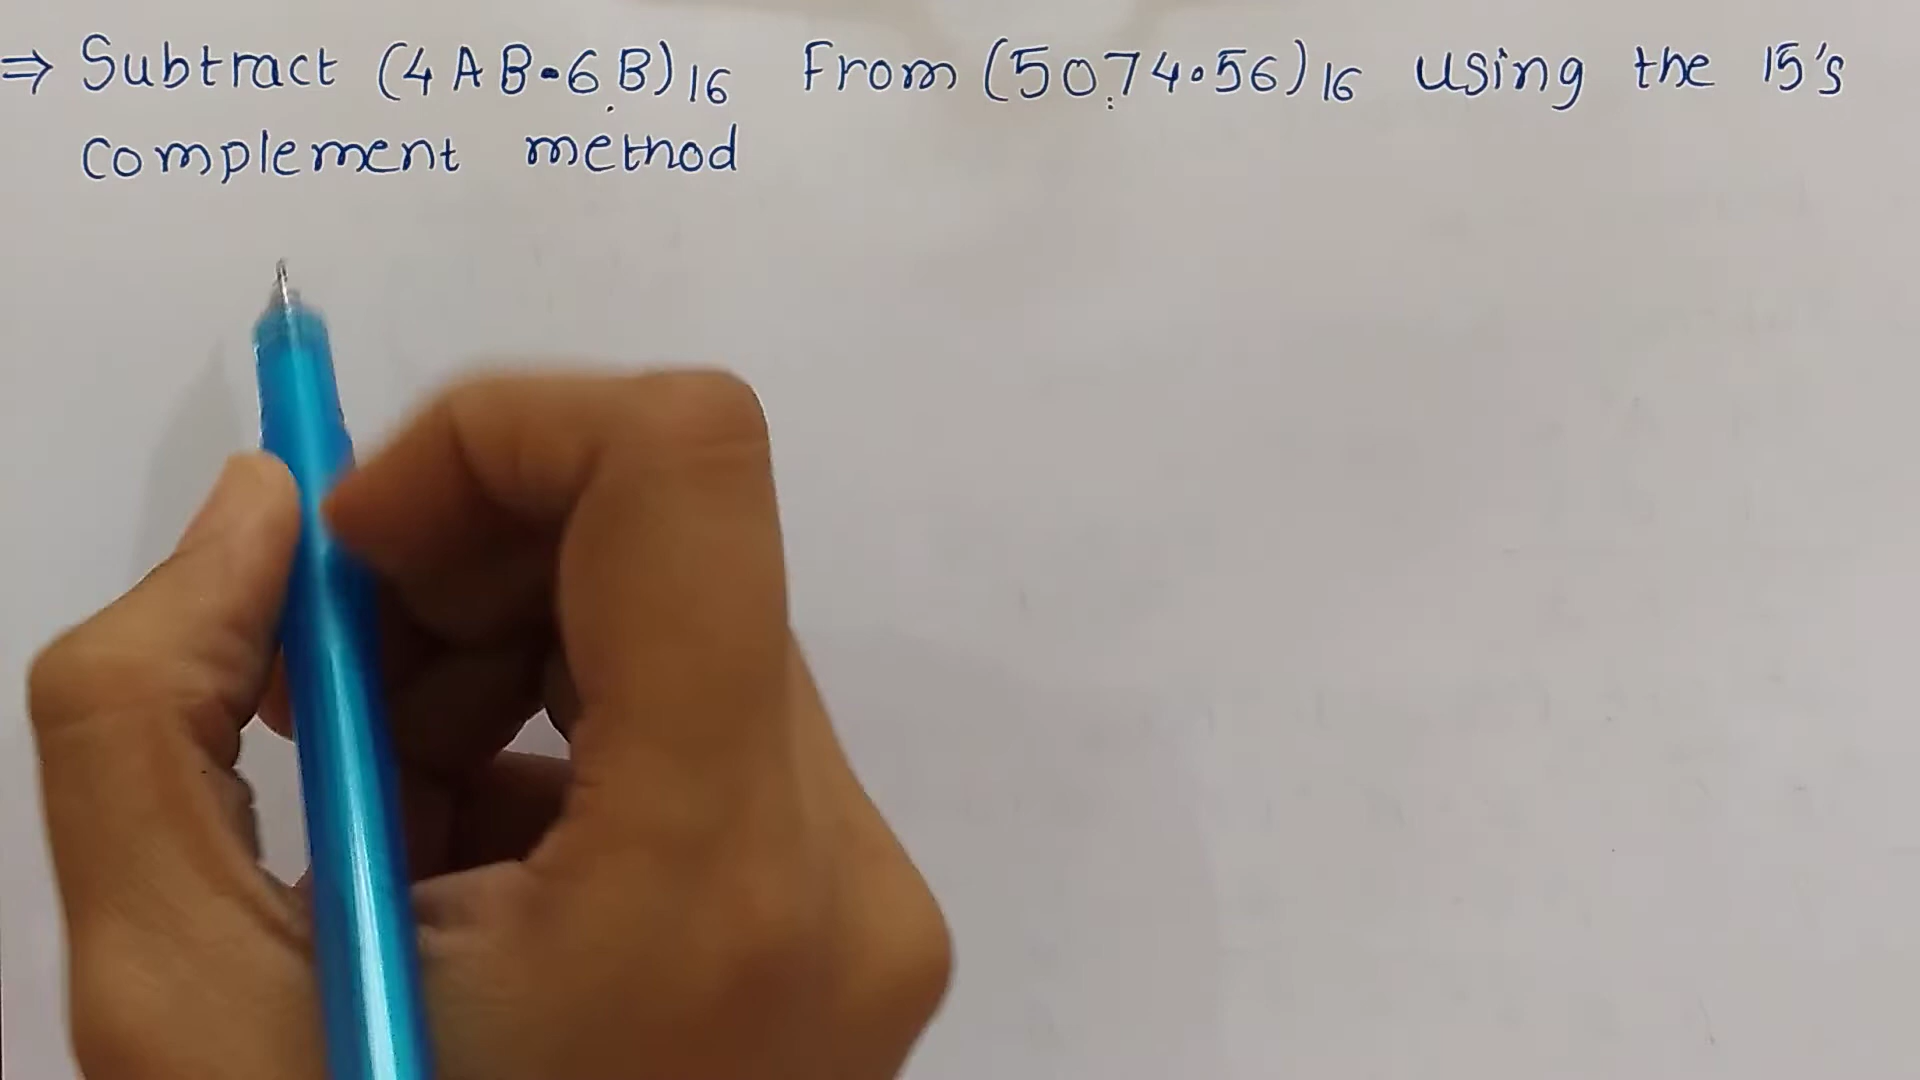 ⇒ Subtract (4AB.6B)16 From (5074.56)16 using the 15's
complement method